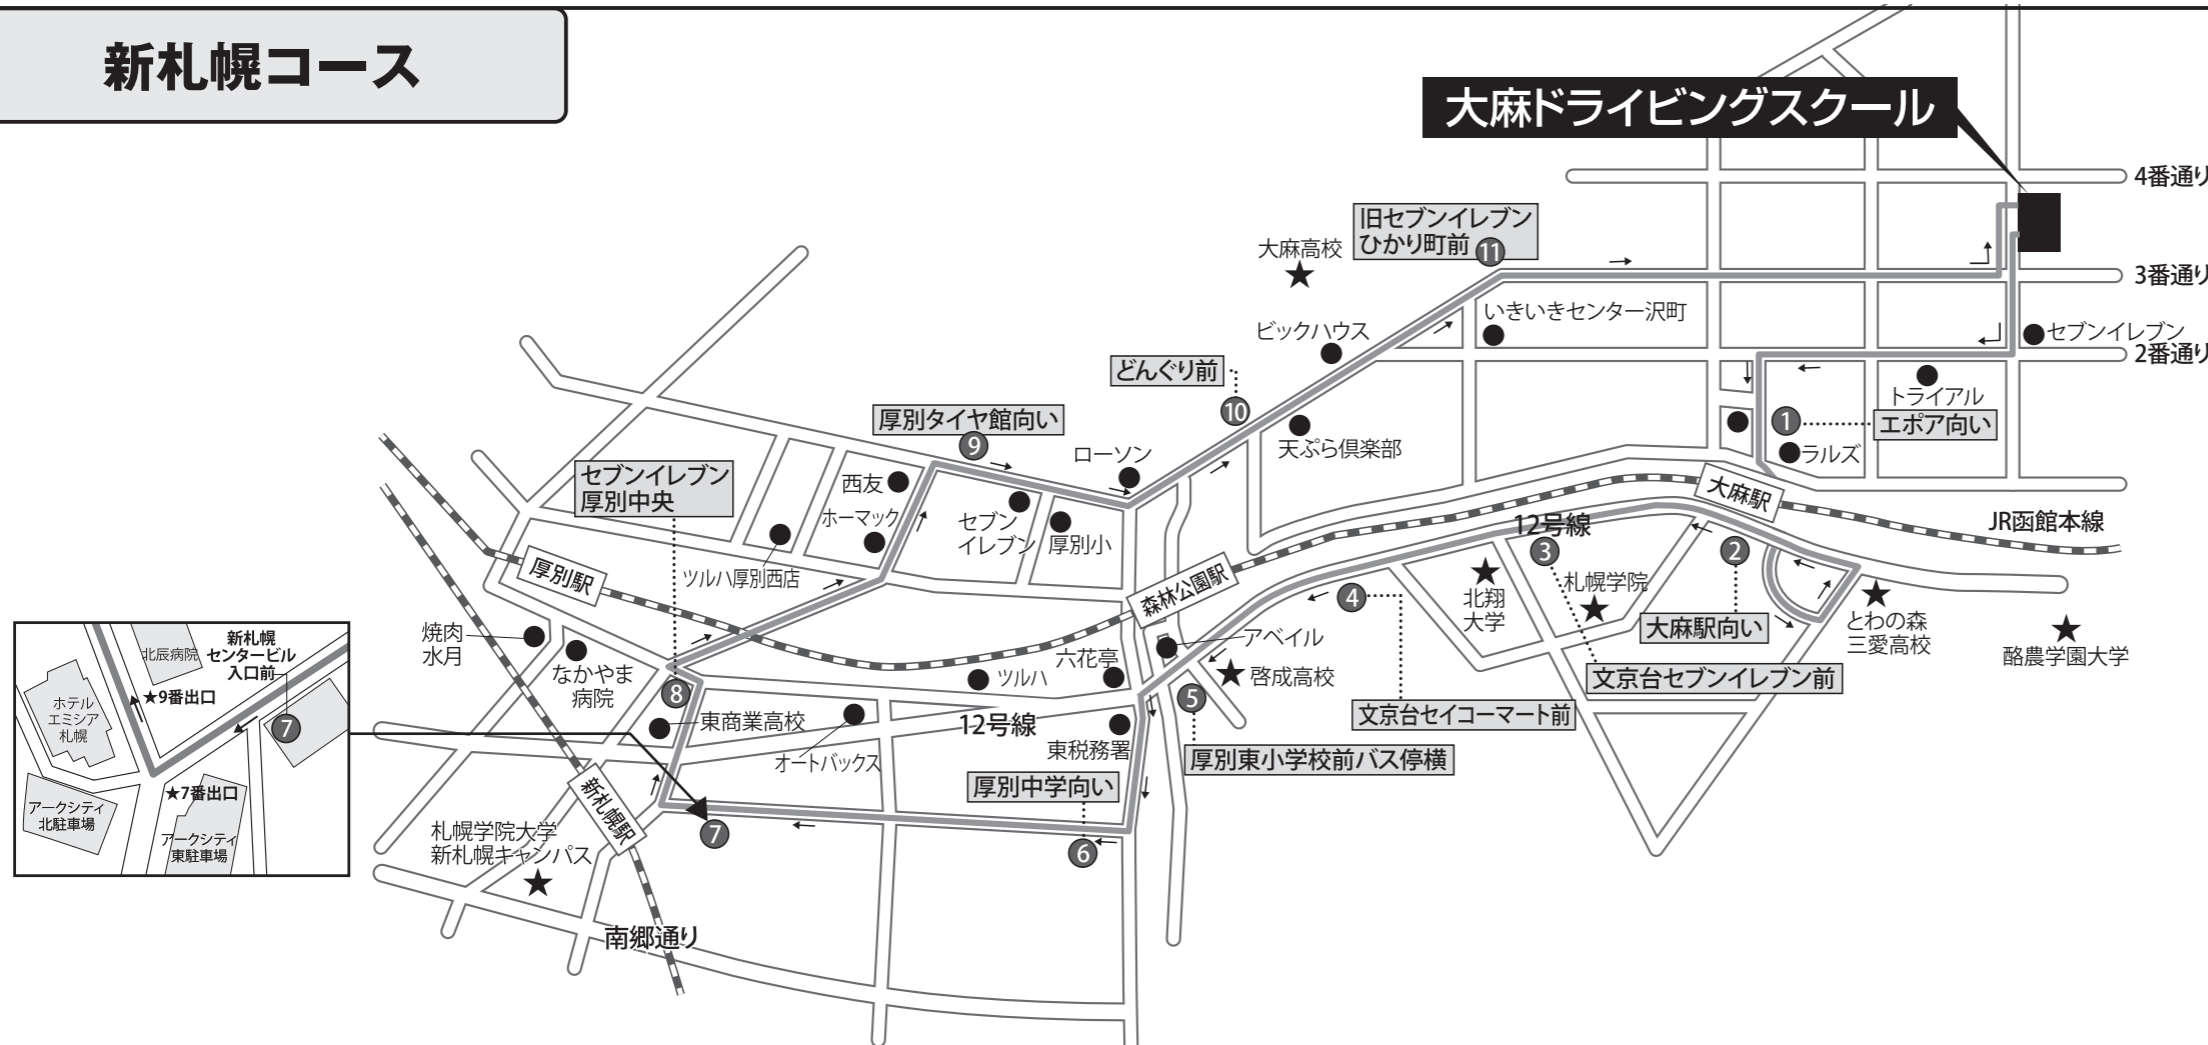 新札幌コース
大麻ドライビングスクール
4番通り
3番通り
2番通り
旧セブンイレブン
ひかり町前
⑪
大麻高校
いきいきセンター沢町
ビックハウス
セブンイレブン
トライアル
①
エポア向い
ラルズ
どんぐり前
⑩
天ぷら倶楽部
厚別タイヤ館向い
⑨
ローソン
セブンイレブン
厚別中央
西友
ホーマック
セブン
イレブン
厚別小
ツルハ厚別西店
大麻駅
JR函館本線
12号線
③
②
④
北翔
大学
札幌学院
大麻駅向い
とわの森
三愛高校
酪農学園大学
文京台セブンイレブン前
文京台セイコーマート前
森林公園駅
厚別駅
アベイル
啓成高校
六花亭
ツルハ
⑤
厚別東小学校前バス停横
焼肉
水月
なかやま
病院
⑧
東商業高校
12号線
オートバックス
東税務署
厚別中学向い
⑥
新札幌駅
⑦
札幌学院大学
新札幌キャンパス
南郷通り
北辰病院
新札幌
センタービル
入口前
⑦
★9番出口
ホテル
エミシア
札幌
★7番出口
アークシティ
北駐車場
アークシティ
東駐車場